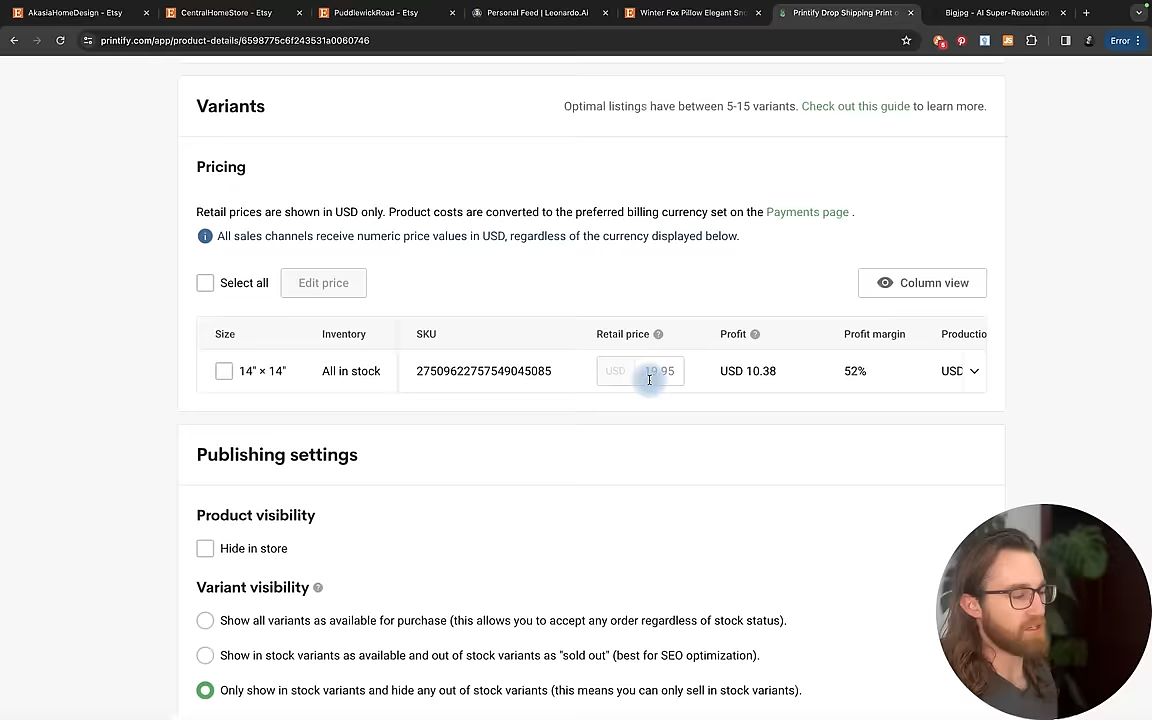 AkasiaHomeDesign - Etsy
CentralHomeStore - Etsy
PuddlewickRoad - Etsy
Personal Feed | Leonardo.Ai
Winter Fox Pillow Elegant Sn
Printify Drop Shipping Print o
Bigjpg - AI Super-Resolution
printify.com/app/product-details/6598775c6f243531a0060746
Error
Variants
Optimal listings have between 5-15 variants. Check out this guide to learn more.
Pricing
Retail prices are shown in USD only. Product costs are converted to the preferred billing currency set on the Payments page .
All sales channels receive numeric price values in USD, regardless of the currency displayed below.
Select all
Edit price
Column view
Size
Inventory
SKU
Retail price
Profit
Profit margin
Productio
14" × 14"
All in stock
27509622757549045085
USD 19.95
USD 10.38
52%
USD
Publishing settings
Product visibility
Hide in store
Variant visibility
Show all variants as available for purchase (this allows you to accept any order regardless of stock status).
Show in stock variants as available and out of stock variants as "sold out" (best for SEO optimization).
Only show in stock variants and hide any out of stock variants (this means you can only sell in stock variants).